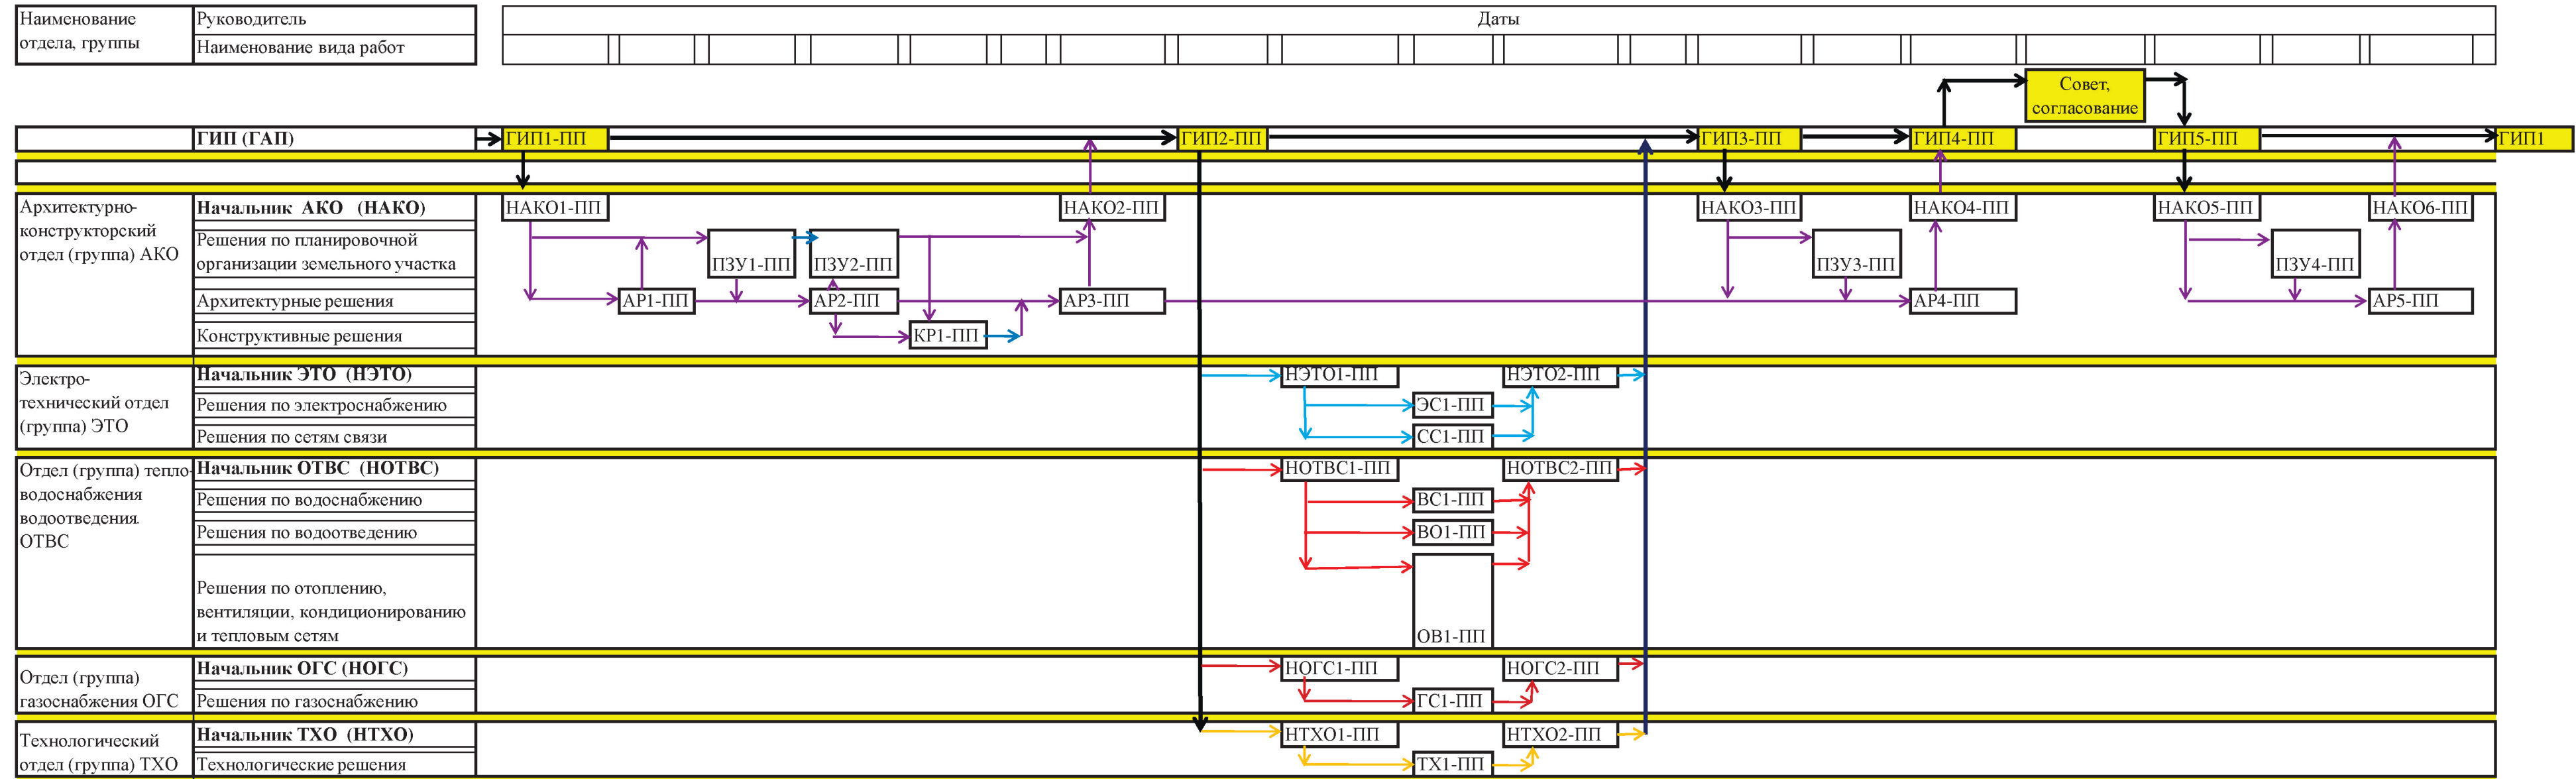 Наименование
отдела, группы
Руководитель
Наименование вида работ
Даты
Совет,
согласование
ГИП (ГАП)
ГИП1-ПП
ГИП2-ПП
ГИП3-ПП
ГИП4-ПП
ГИП5-ПП
ГИП1
Архитектурно-
конструкторский
отдел (группа) АКО
Начальник АКО (НАКО)
НАКО1-ПП
НАКО2-ПП
НАКО3-ПП
НАКО4-ПП
НАКО5-ПП
НАКО6-ПП
Решения по планировочной
организации земельного участка
ПЗУ1-ПП
ПЗУ2-ПП
ПЗУ3-ПП
ПЗУ4-ПП
Архитектурные решения
АР1-ПП
АР2-ПП
АР3-ПП
АР4-ПП
АР5-ПП
Конструктивные решения
КР1-ПП
Электро-
технический отдел
(группа) ЭТО
Начальник ЭТО (НЭТО)
НЭТО1-ПП
НЭТО2-ПП
Решения по электроснабжению
ЭС1-ПП
Решения по сетям связи
СС1-ПП
Отдел (группа) тепло-
водоснабжения
водоотведения.
ОТВС
Начальник ОТВС (НОТВС)
НОТВС1-ПП
НОТВС2-ПП
Решения по водоснабжению
ВС1-ПП
Решения по водоотведению
ВО1-ПП
Решения по отоплению,
вентиляции, кондиционированию
и тепловым сетям
ОВ1-ПП
Отдел (группа)
газоснабжения ОГС
Начальник ОГС (НОГС)
НОГС1-ПП
НОГС2-ПП
Решения по газоснабжению
ГС1-ПП
Технологический
отдел (группа) ТХО
Начальник ТХО (НТХО)
НТХО1-ПП
НТХО2-ПП
Технологические решения
ТХ1-ПП